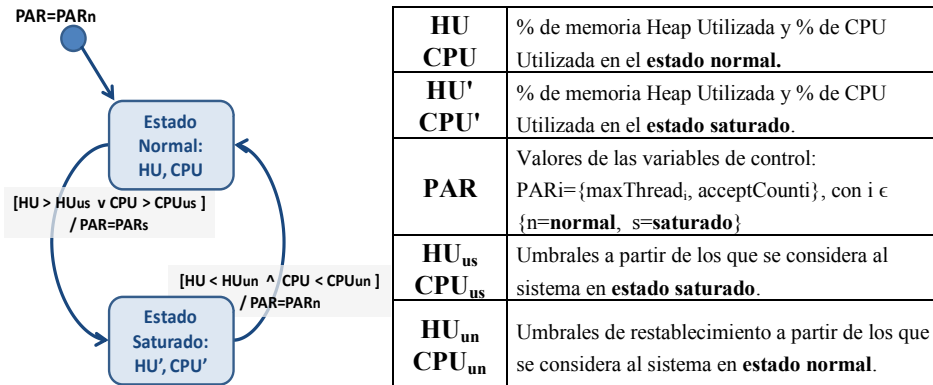 PAR=PARn
Estado
Normal:
HU, CPU
[HU > HUus v CPU > CPUus ]
/ PAR=PARs
[HU < HUun ^ CPU < CPUun ]
/ PAR=PARn
Estado
Saturado:
HU', CPU'
HU
CPU
% de memoria Heap Utilizada y % de CPU
Utilizada en el estado normal.
HU'
CPU'
% de memoria Heap Utilizada y % de CPU
Utilizada en el estado saturado.
PAR
Valores de las variables de control:
PARi={maxThreadi, acceptCounti}, con i ϵ
{n=normal, s=saturado}
HUus
CPUus
Umbrales a partir de los que se considera al
sistema en estado saturado.
HUun
CPUun
Umbrales de restablecimiento a partir de los que
se considera al sistema en estado normal.